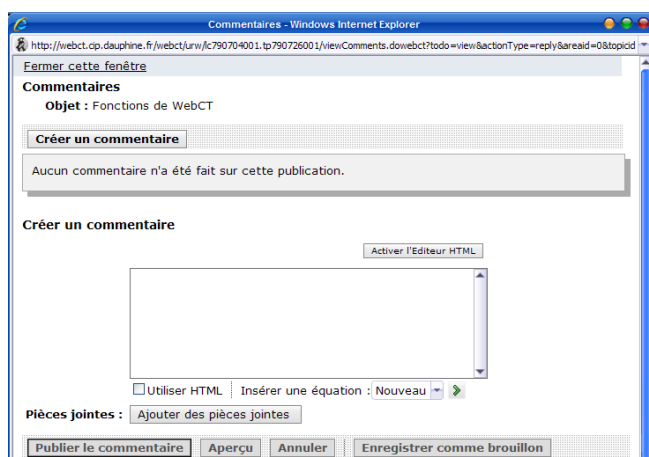 Commentaires - Windows Internet Explorer
http://webct.cip.dauphine.fr/webct/urw/lc790704001.tp790726001/viewComments.dowebct?todo=view&actionType=reply&areaid=0&topicid
Fermer cette fenêtre
Commentaires
Objet : Fonctions de WebCT
Créer un commentaire
Aucun commentaire n'a été fait sur cette publication.
Créer un commentaire
Activer l'Editeur HTML
Utiliser HTML Insérer une équation : Nouveau
Pièces jointes : Ajouter des pièces jointes
Publier le commentaire Aperçu Annuler Enregistrer comme brouillon